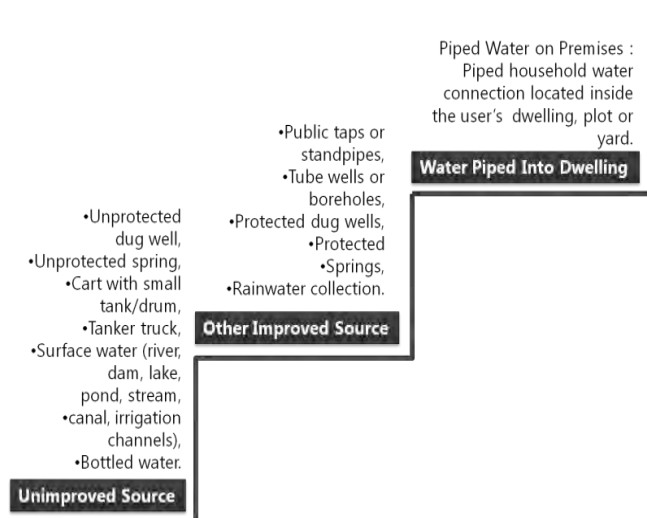 Piped Water on Premises :
Piped household water
connection located inside
the user's dwelling, plot or
yard.
Water Piped Into Dwelling
•Public taps or
standpipes,
•Tube wells or
boreholes,
•Protected dug wells,
•Protected
•Springs,
•Rainwater collection.
Other Improved Source
•Unprotected
dug well,
•Unprotected spring,
•Cart with small
tank/drum,
•Tanker truck,
•Surface water (river,
dam, lake,
pond, stream,
•canal, irrigation
channels),
•Bottled water.
Unimproved Source